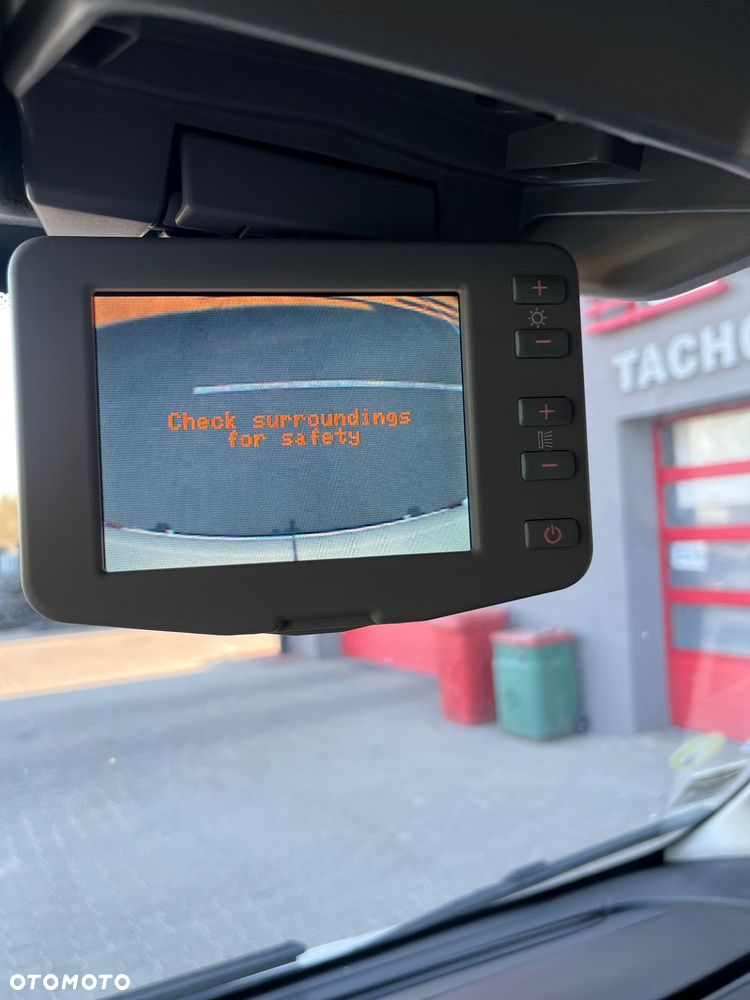 Check surroundings
for safety
TACHO
OTOMOTO